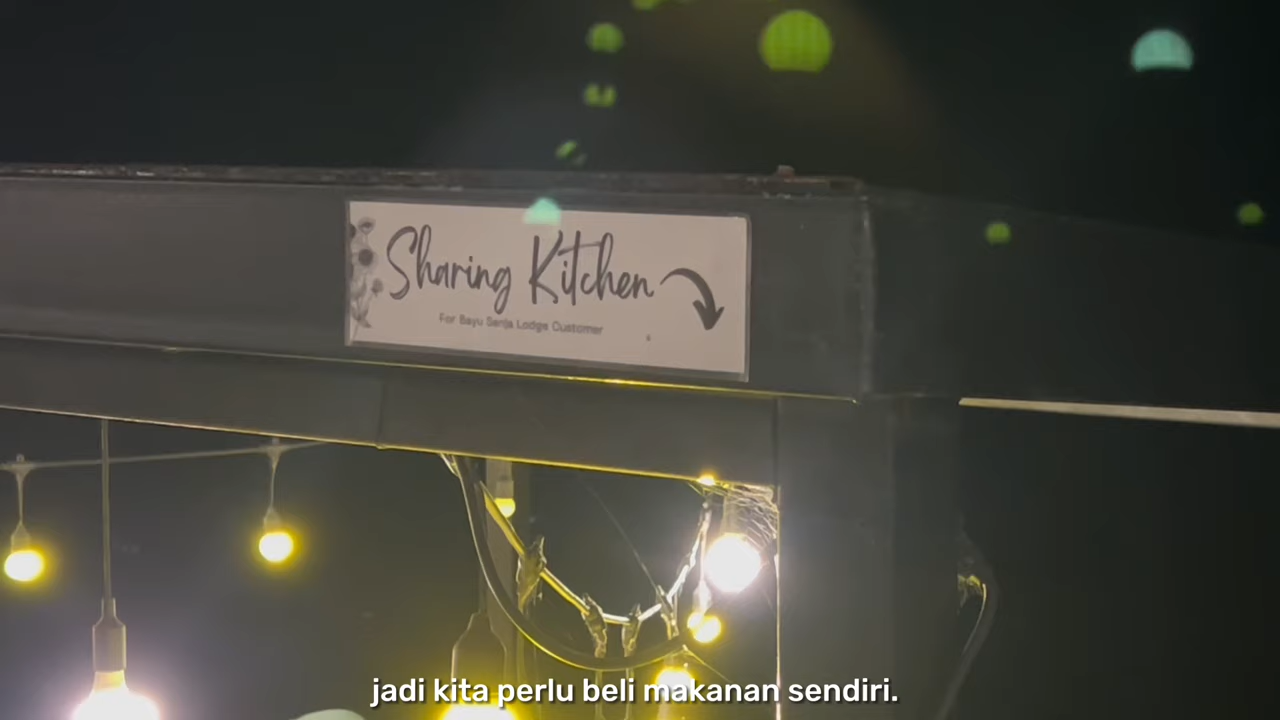 Sharing Kitchen
For Bayu Senja Lodge Customer
jadi kita perlu beli makanan sendiri.